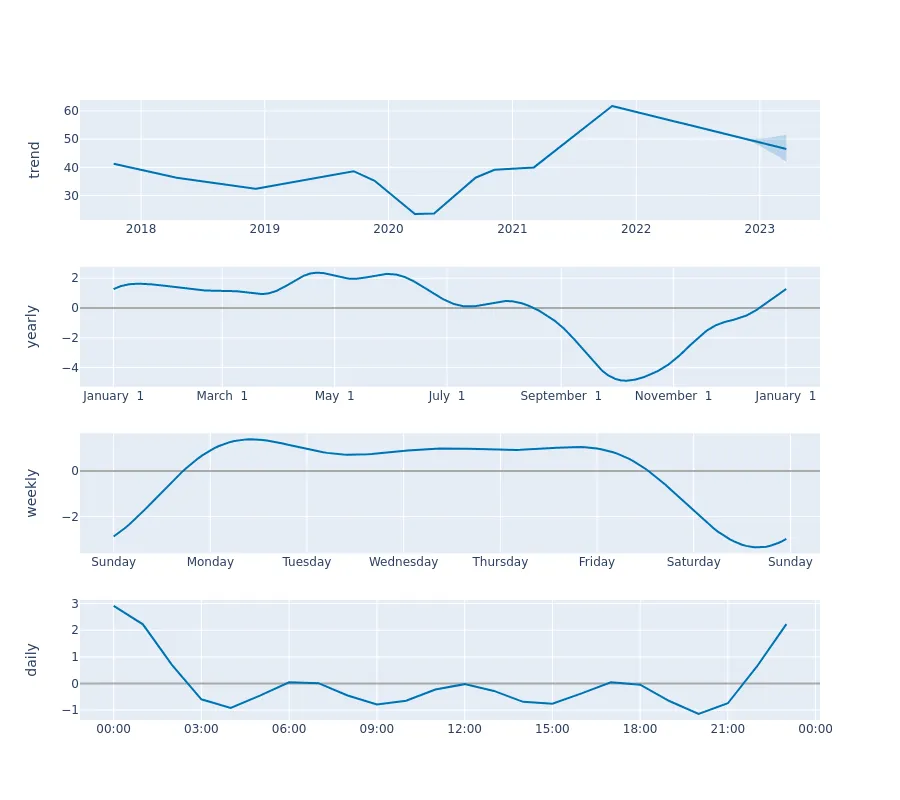 trend
60
50
40
30
2018 2019 2020 2021 2022 2023
yearly
2
0
−2
−4
January 1 March 1 May 1 July 1 September 1 November 1 January 1
weekly
0
−2
Sunday Monday Tuesday Wednesday Thursday Friday Saturday Sunday
daily
3
2
1
0
−1
00:00 03:00 06:00 09:00 12:00 15:00 18:00 21:00 00:00